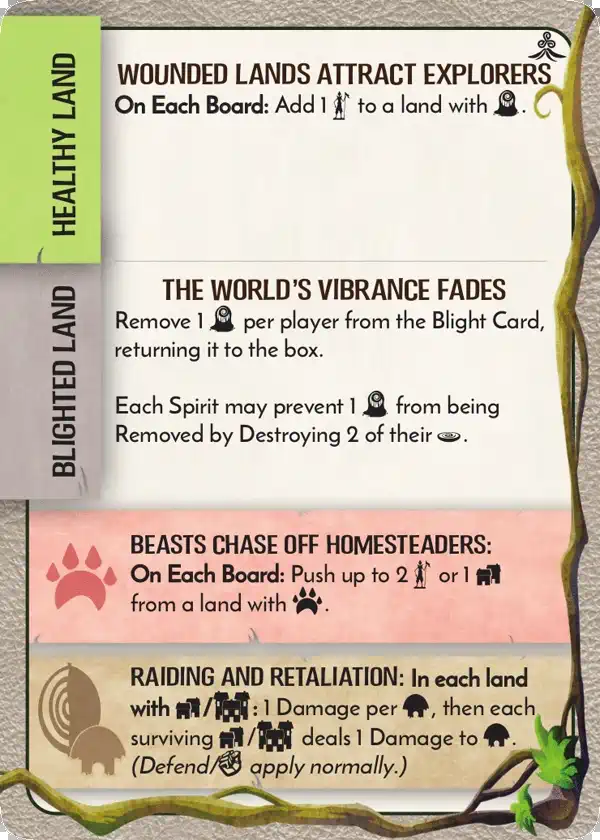 HEALTHY LAND
WOUNDED LANDS ATTRACT EXPLORERS
On Each Board: Add 1 to a land with .
BLIGHTED LAND
THE WORLD'S VIBRANCE FADES
Remove 1 per player from the Blight Card,
returning it to the box.
Each Spirit may prevent 1 from being
Removed by Destroying 2 of their .
BEASTS CHASE OFF HOMESTEADERS:
On Each Board: Push up to 2 or 1
from a land with .
RAIDING AND RETALIATION: In each land
with / : 1 Damage per , then each
surviving / deals 1 Damage to .
(Defend/ apply normally.)